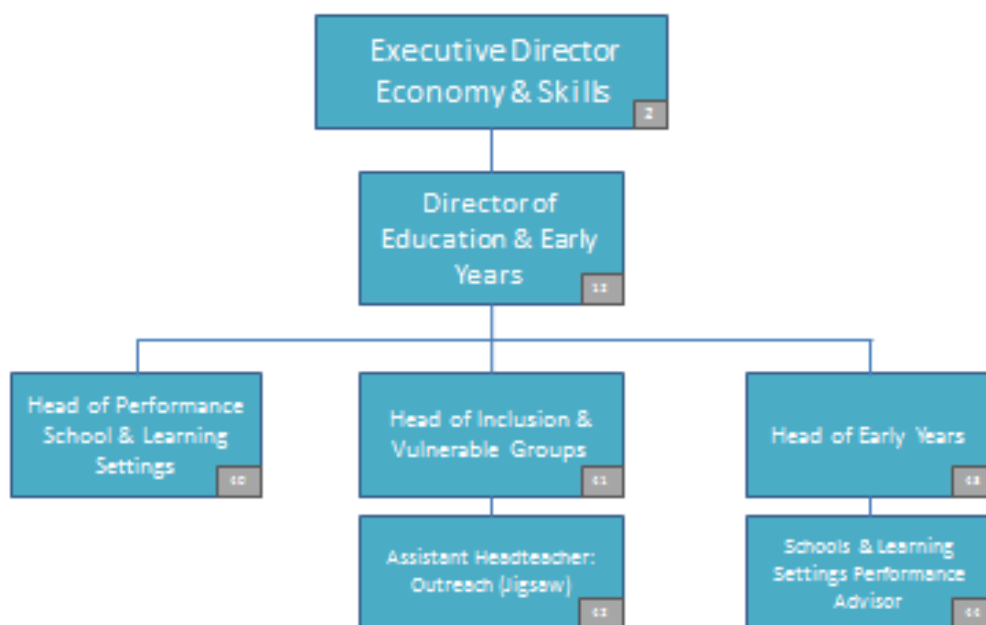 Executive Director
Economy & Skills
2
Director of
Education & Early
Years
Head of Performance
School & Learning
Settings
Head of Inclusion &
Vulnerable Groups
Head of Early Years
Assistant Headteacher:
Outreach (Jigsaw)
Schools & Learning
Settings Performance
Advisor